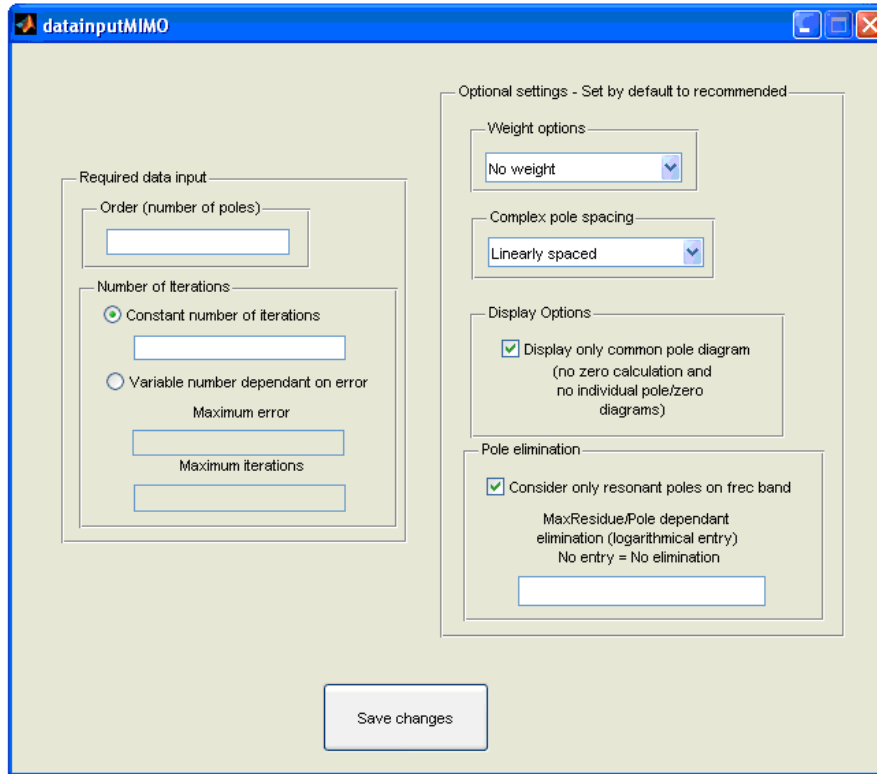 datainputMIMO
Required data input
Order (number of poles)
Number of Iterations
Constant number of iterations
Variable number dependant on error
Maximum error
Maximum iterations
Optional settings - Set by default to recommended
Weight options
No weight
Complex pole spacing
Linearly spaced
Display Options
Display only common pole diagram
(no zero calculation and
no individual pole/zero
diagrams)
Pole elimination
Consider only resonant poles on frec band
MaxResidue/Pole dependant
elimination (logarithmical entry)
No entry = No elimination
Save changes